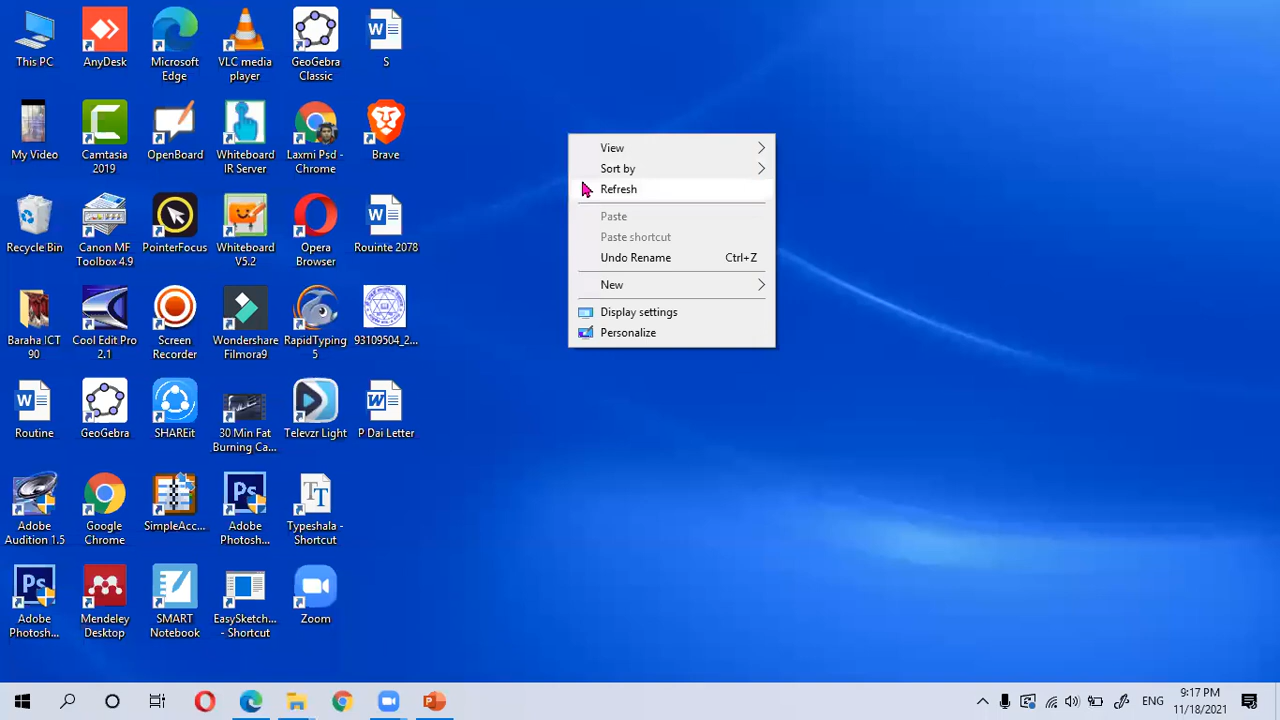 This PC
AnyDesk
Microsoft
Edge
VLC media
player
GeoGebra
Classic
S
My Video
Camtasia
2019
OpenBoard
Whiteboard
IR Server
Laxmi Psd -
Chrome
Brave
Recycle Bin
Canon MF
Toolbox 4.9
PointerFocus
Whiteboard
V5.2
Opera
Browser
Rouinte 2078
Baraha ICT
90
Cool Edit Pro
2.1
Screen
Recorder
Wondershare
Filmora9
RapidTyping
5
93109504_2...
Routine
GeoGebra
SHAREit
30 Min Fat
Burning Ca...
Televzr Light
P Dai Letter
Adobe
Audition 1.5
Google
Chrome
SimpleAcc...
Adobe
Photosh...
Typeshala -
Shortcut
Adobe
Photosh...
Mendeley
Desktop
SMART
Notebook
EasySketch...
- Shortcut
Zoom
View
Sort by
Refresh
Paste
Paste shortcut
Undo Rename Ctrl+Z
New
Display settings
Personalize
ENG
9:17 PM
11/18/2021